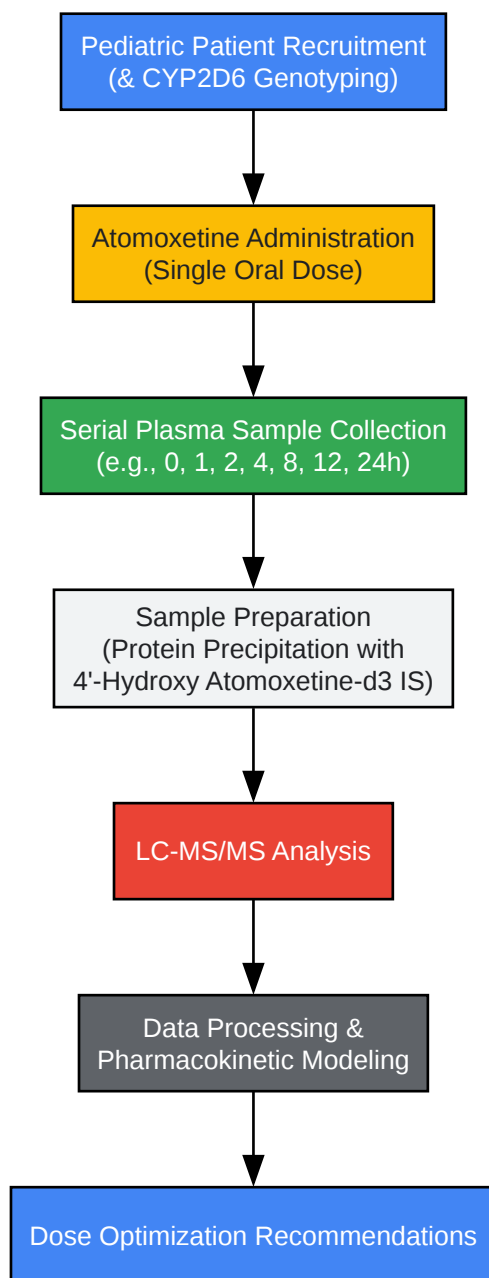 Pediatric Patient Recruitment
(& CYP2D6 Genotyping)
Atomoxetine Administration
(Single Oral Dose)
Serial Plasma Sample Collection
(e.g., 0, 1, 2, 4, 8, 12, 24h)
Sample Preparation
(Protein Precipitation with
4'-Hydroxy Atomoxetine-d3 IS)
LC-MS/MS Analysis
Data Processing &
Pharmacokinetic Modeling
Dose Optimization Recommendations